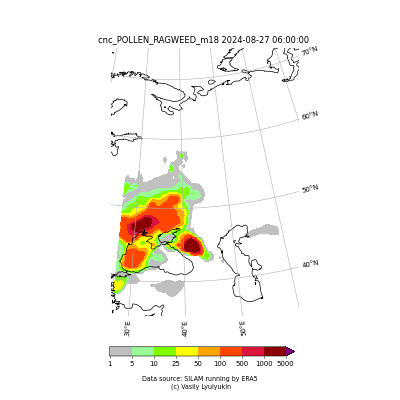 cnc_POLLEN_RAGWEED_m18 2024-08-27 06:00:00
70°N
60°N
50°N
40°N
30°E
40°E
50°E
1 5 10 25 50 100 500 1000 5000
Data source: SILAM running by ERA5
(c) Vasily Lyulyukin